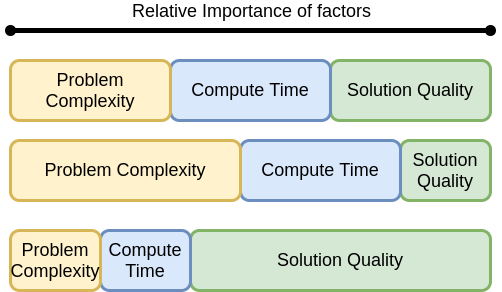 Relative Importance of factors
Problem
Complexity
Compute Time
Solution Quality
Problem Complexity
Compute Time
Solution
Quality
Problem
Complexity
Compute
Time
Solution Quality